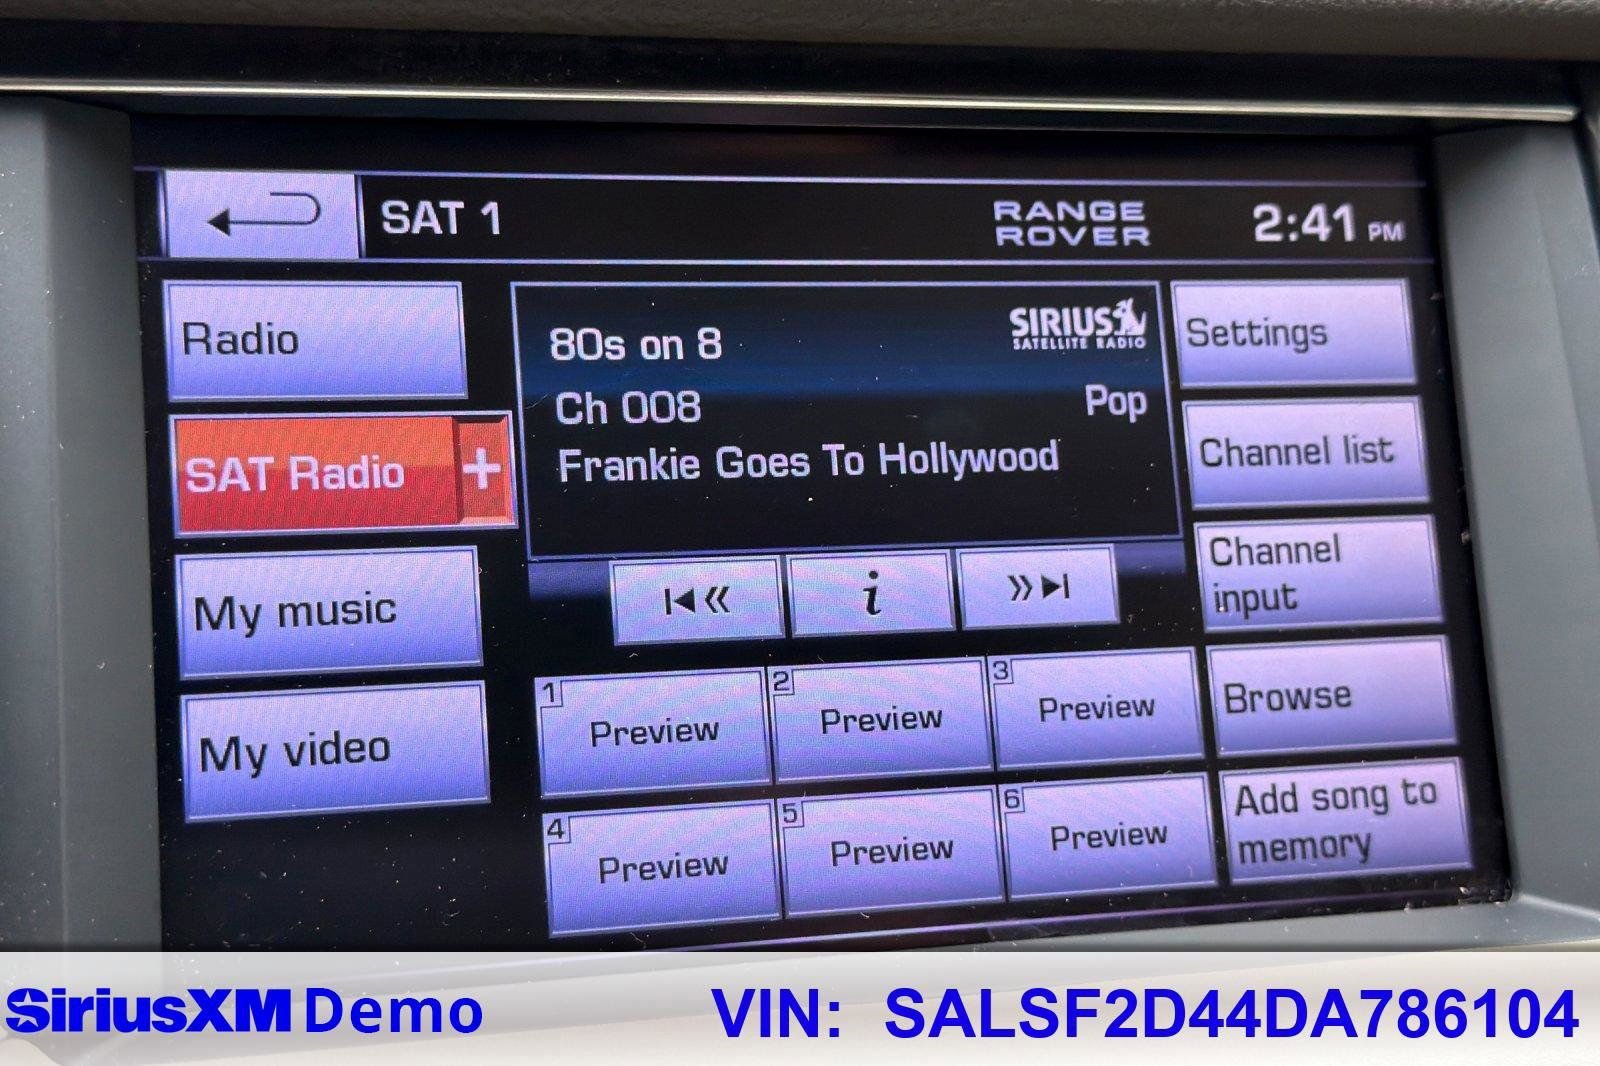 SAT 1
RANGE
ROVER
2:41 PM
Radio
SAT Radio +
My music
My video
80s on 8
SIRIUS
SATELLITE RADIO
Ch 008
Pop
Frankie Goes To Hollywood
i
1 Preview
2 Preview
3 Preview
4 Preview
5 Preview
6 Preview
Settings
Channel list
Channel
input
Browse
Add song to
memory
SiriusXM Demo
VIN: SALSF2D44DA786104